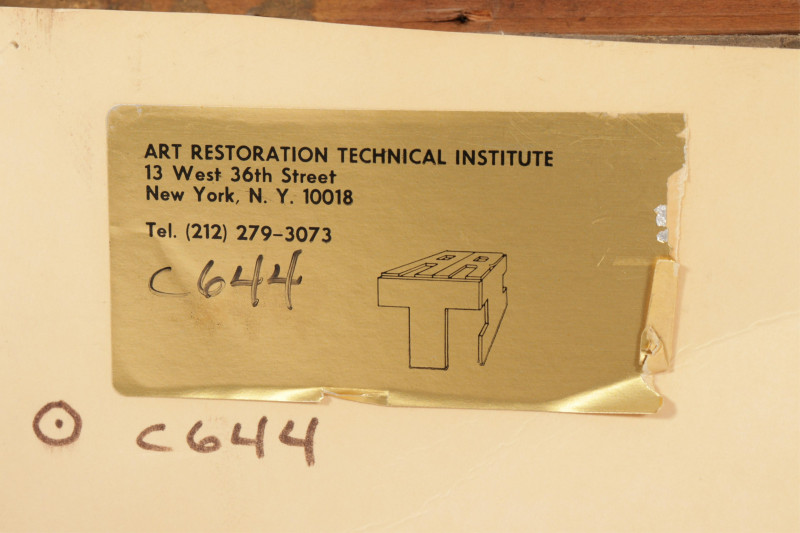 ART RESTORATION TECHNICAL INSTITUTE
13 West 36th Street
New York, N. Y. 10018
Tel. (212) 279-3073
C644
C644